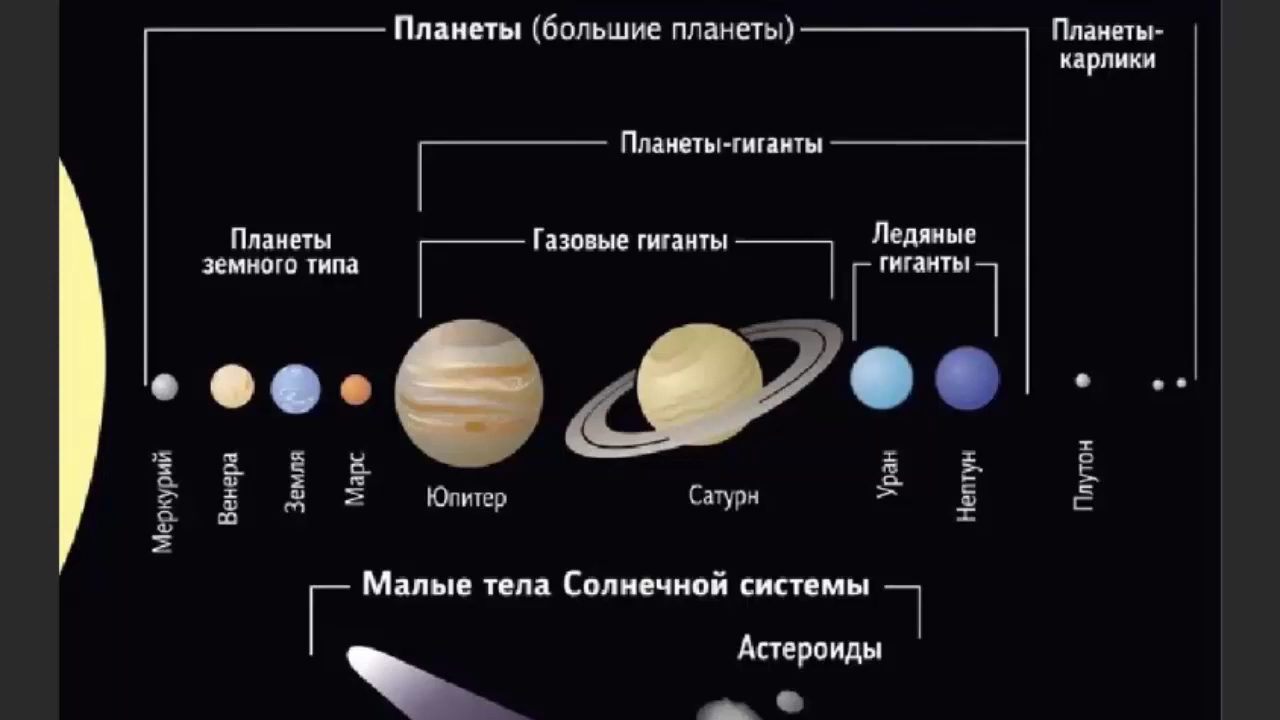 Планеты (большие планеты)
Планеты-
карлики
Планеты-гиганты
Планеты
земного типа
Газовые гиганты
Ледяные
гиганты
Меркурий
Венера
Земля
Марс
Юпитер
Сатурн
Уран
Нептун
Плутон
Малые тела Солнечной системы
Астероиды